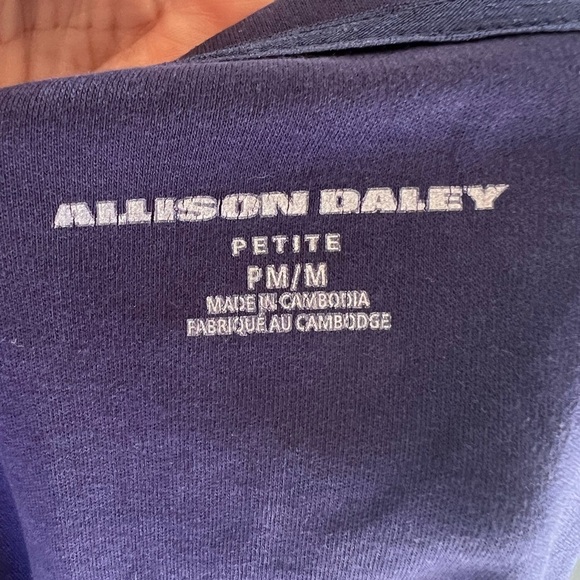 ALLISON DALEY
PETITE
PM/M
MADE IN CAMBODIA
FABRIQUÉ AU CAMBODGE